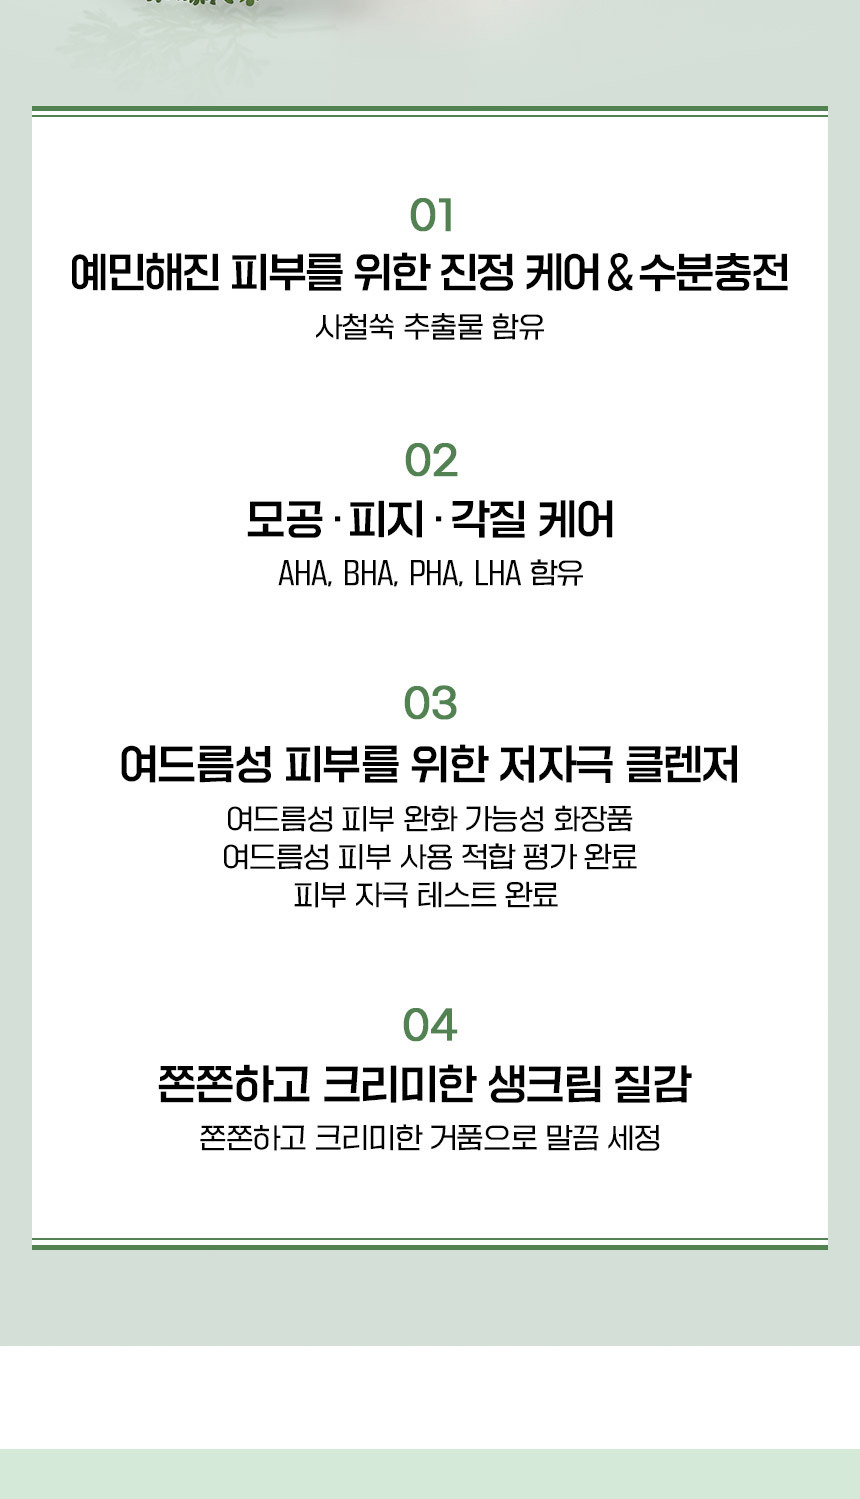 01
예민해진 피부를 위한 진정 케어&수분충전
사철쑥 추출물 함유
02
모공·피지·각질 케어
AHA, BHA, PHA, LHA 함유
03
여드름성 피부를 위한 저자극 클렌저
여드름성 피부 완화 가능성 화장품
여드름성 피부 사용 적합 평가 완료
피부 자극 테스트 완료
04
쫀쫀하고 크리미한 생크림 질감
쫀쫀하고 크리미한 거품으로 말끔 세정